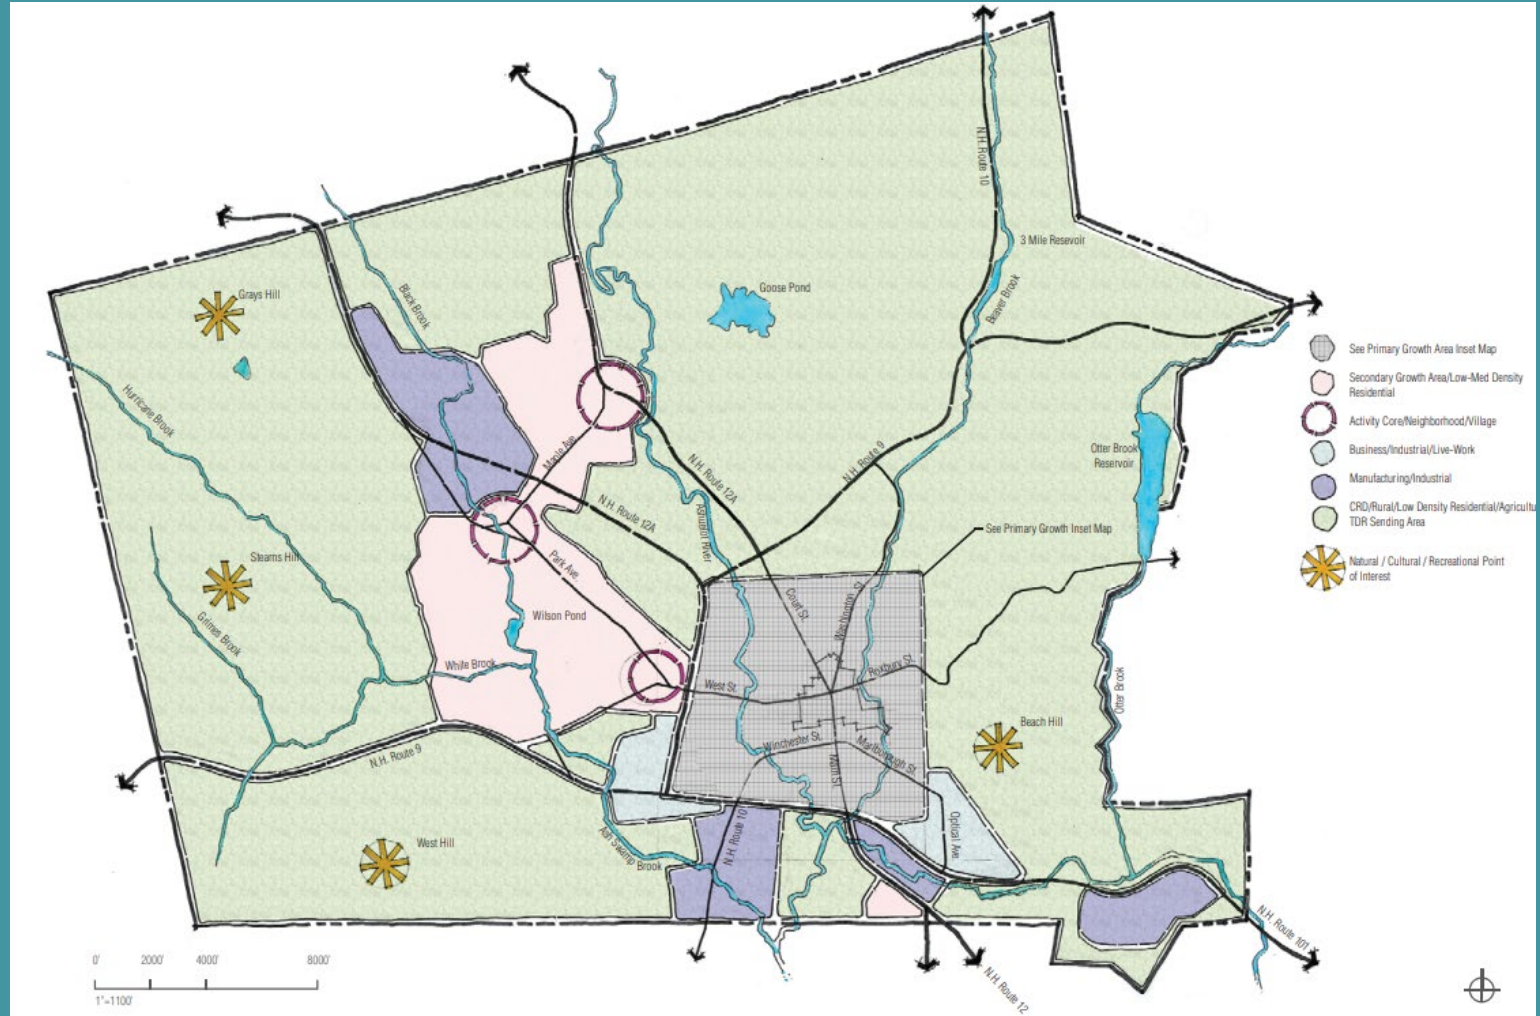 N.H. Route 10
3 Mile Resevoir
Grays Hill
Black Brook
Goose Pond
Beaver Brook
See Primary Growth Area Inset Map
Secondary Growth Area/Low-Med Density
Residential
Hurricane Brook
Activity Core/Neighborhood/Village
Maple Ave.
N.H. Route 9
Otter Brook
Reservoir
Business/Industrial/Live-Work
N.H. Route 12A
Manufacturing/Industrial
N.H. Route 12A
Ashuelot River
CRD/Rural/Low Density Residential/Agricultu
TDR Sending Area
See Primary Growth Inset Map
Stearns Hill
Park Ave.
Natural / Cultural / Recreational Point
of Interest
Court St.
Washington St.
Grimes Brook
Wilson Pond
White Brook
Roxbury St.
West St.
Otter Brook
Beach Hill
N.H. Route 9
Winchester St.
Marlborough St.
Main St.
Optical Ave.
N.H. Route 10
West Hill
Ash Swamp Brook
N.H. Route 101
N.H. Route 12
0' 2000' 4000' 8000'
1"=1100'